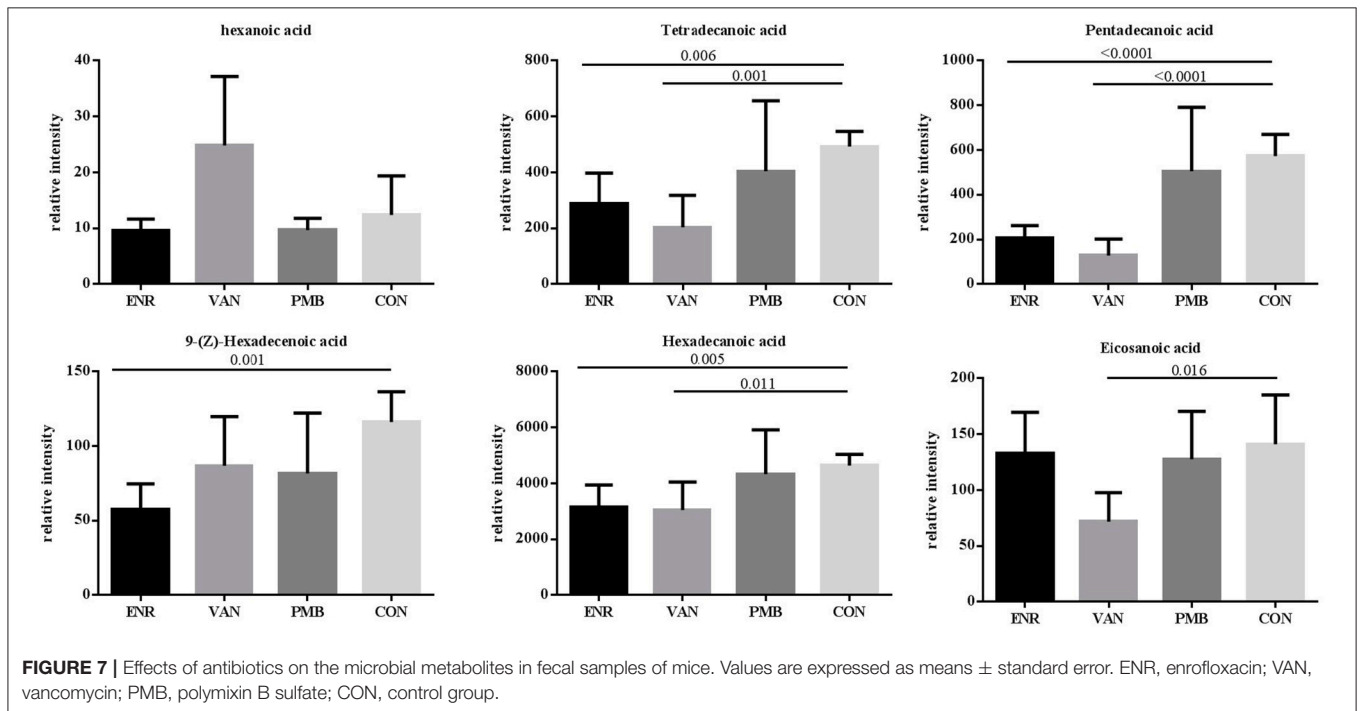 hexanoic acid
relative intensity
40
30
20
10
0
ENR VAN PMB CON
Tetradecanoic acid
relative intensity
800
600
400
200
0
0.006
0.001
ENR VAN PMB CON
Pentadecanoic acid
relative intensity
1000
800
600
400
200
0
<0.0001
<0.0001
ENR VAN PMB CON
9-(Z)-Hexadecenoic acid
relative intensity
150
100
50
0
0.001
ENR VAN PMB CON
Hexadecanoic acid
relative intensity
8000
6000
4000
2000
0
0.005
0.011
ENR VAN PMB CON
Eicosanoic acid
relative intensity
200
150
100
50
0
0.016
ENR VAN PMB CON
FIGURE 7 | Effects of antibiotics on the microbial metabolites in fecal samples of mice. Values are expressed as means ± standard error. ENR, enrofloxacin; VAN,
vancomycin; PMB, polymixin B sulfate; CON, control group.